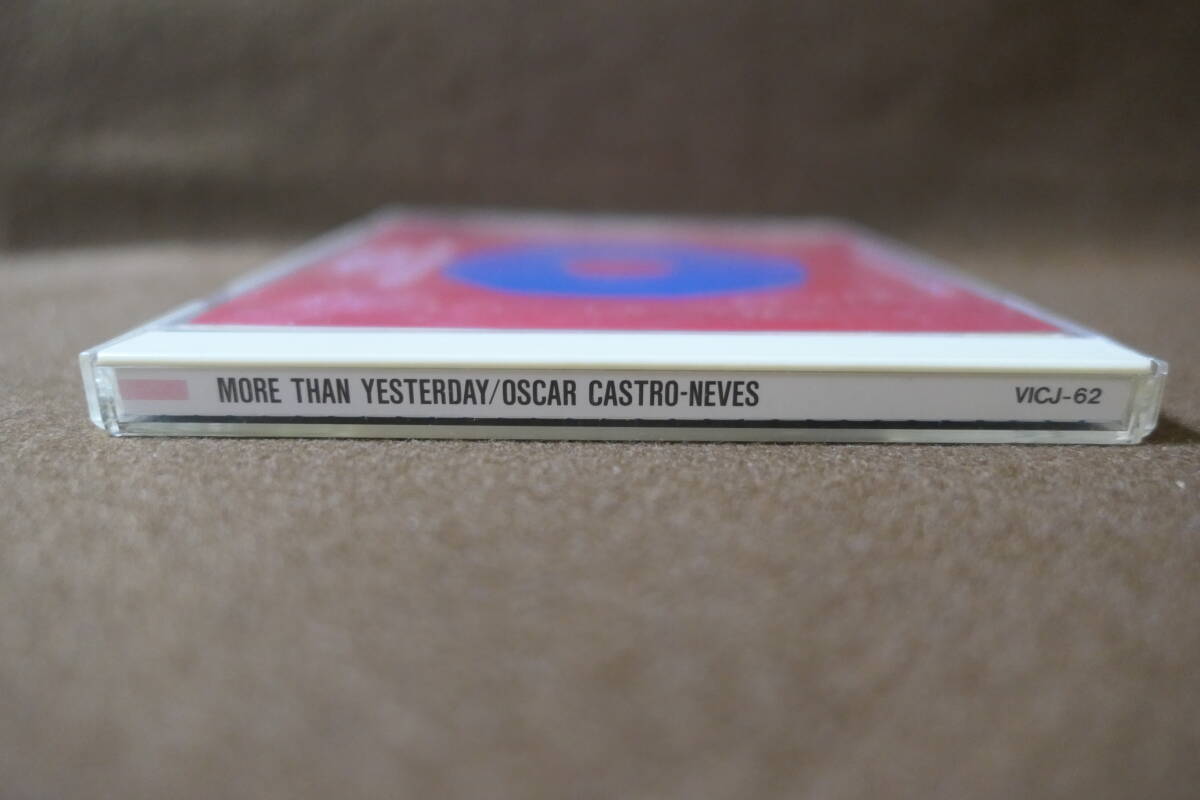 MORE THAN YESTERDAY/OSCAR CASTRO-NEVES VICJ-62